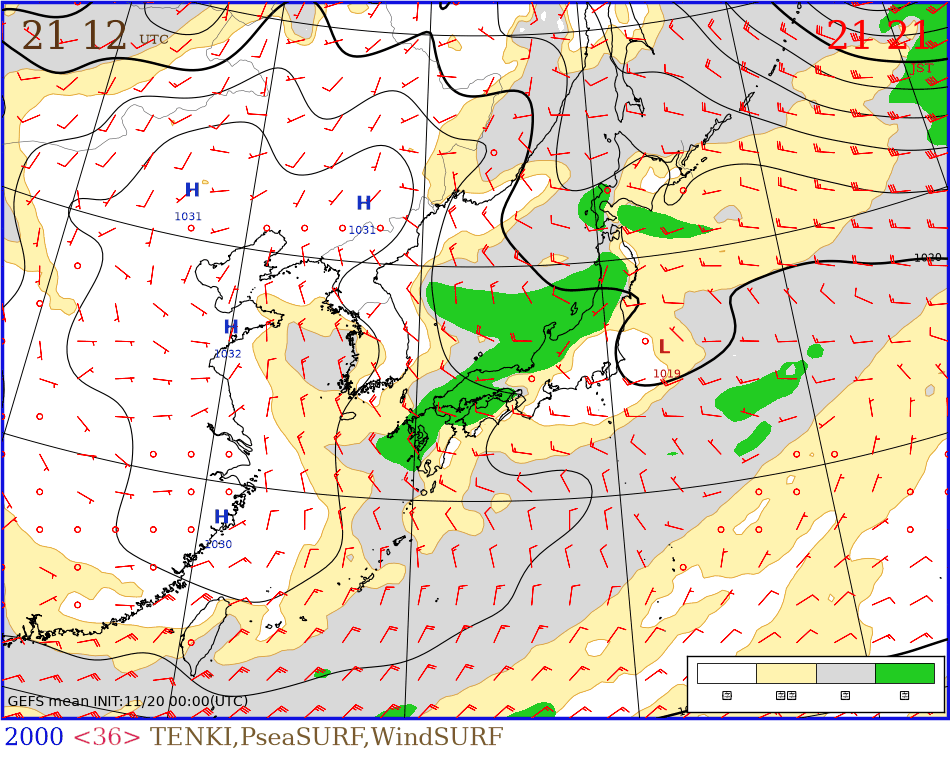 21 12 UTC
21 21
JST
H
1031
H
1031
H
1032
1020
L
1019
H
1030
GEFS mean INIT:11/20 00:00(UTC)
2000 <36> TENKI,PseaSURF,WindSURF